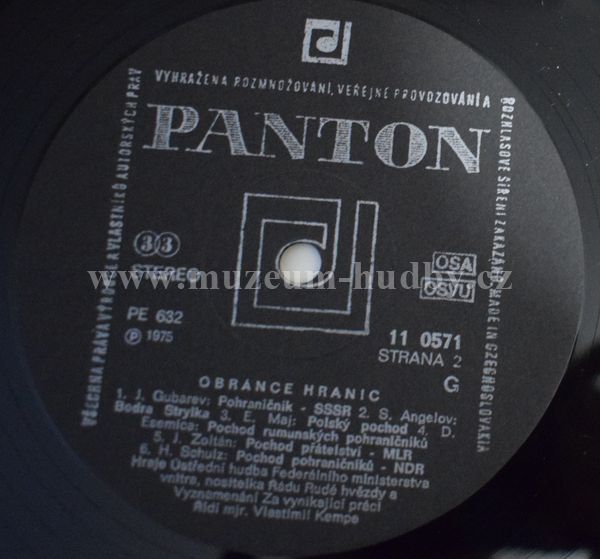 VYHRAŽENA ROZMNOŽOVÁNÍ, VEŘEJNÉ PROVOZOVÁNÍ A
ROZHLASOVÉ ŠÍŘENÍ ZAKÁZÁNO. MADE IN CZECHOSLOVAKIA
VŠECHNA PRÁVA VÝROBCE A VLASTNÍKŮ AUTORSKÝCH PRÁV
PANTON
33
STEREO
OSA
OSVU
www.muzeum-hudby.cz
PE 632
Ⓟ 1975
11 0571
STRANA 2
G
OBRÁNCE HRANIC
1. J. Gubarev: Pohraničník - SSSR 2. S. Angelov:
Bodra Strylka 3. E. Maj: Polský pochod 4. D.
Esemica: Pochod rumunských pohraničníků
5. J. Zoltán: Pochod přátelství - MLR
6. H. Schulz: Pochod pohraničníků - NDR
Hraje Ústřední hudba Federálního ministerstva
vnitra, nositelka Řádu Rudé hvězdy a
Vyznamenání Za vynikající práci
Řídí mjr. Vlastimil Kempe